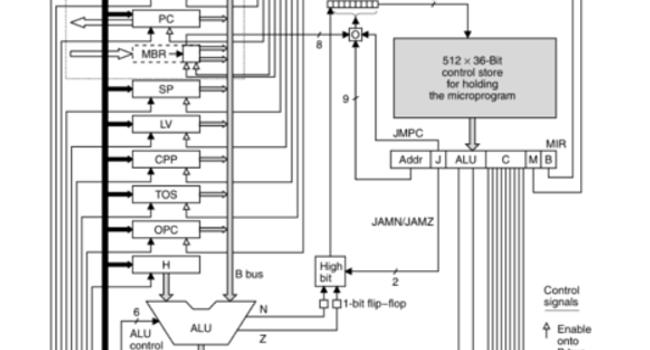 PC
MBR
8
512 × 36-Bit
control store
for holding
the microprogram
SP
9
LV
JMPC
MIR
CPP
Addr J ALU C M B
TOS
JAMN/JAMZ
OPC
H
B bus
High
bit
2
Control
signals
6
N
1-bit flip–flop
ALU
ALU
control
Z
Enable
onto